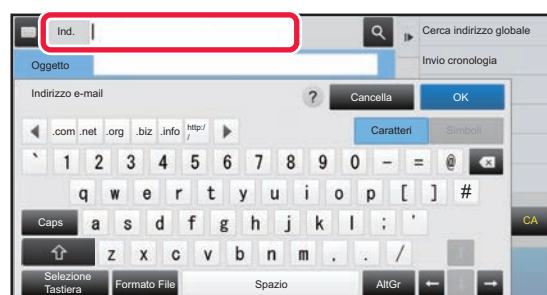 Ind.
Cerca indirizzo globale
Oggetto
Invio cronologia
Indirizzo e-mail
? Cancella OK
.com .net .org .biz .info http:/
/
Caratteri Simboli
` 1 2 3 4 5 6 7 8 9 0 - = @
q w e r t y u i o p [ ] #
Caps a s d f g h j k l ; ' CA
z x c v b n m , . /
Selezione
Tastiera Formato File Spazio AltGr